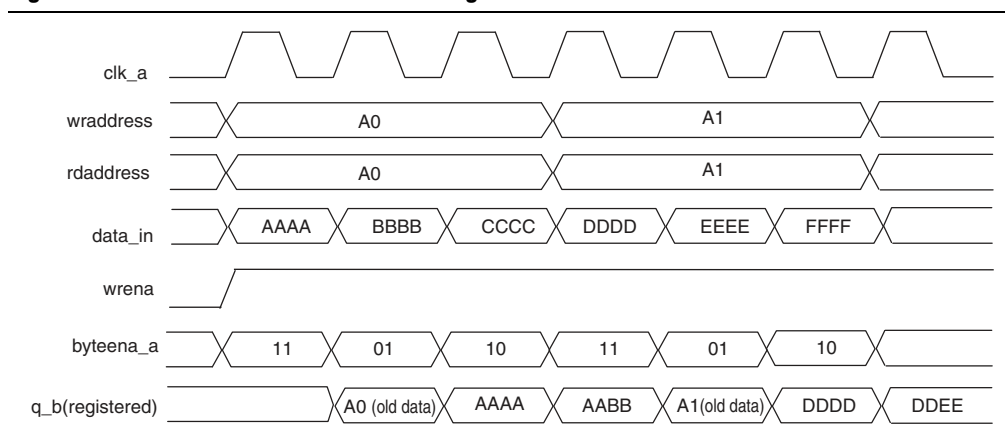 clk_a
wraddress A0 A1
rdaddress A0 A1
data_in AAAA BBBB CCCC DDDD EEEE FFFF
wrena
byteena_a 11 01 10 11 01 10
q_b(registered) A0 (old data) AAAA AABB A1(old data) DDDD DDEE